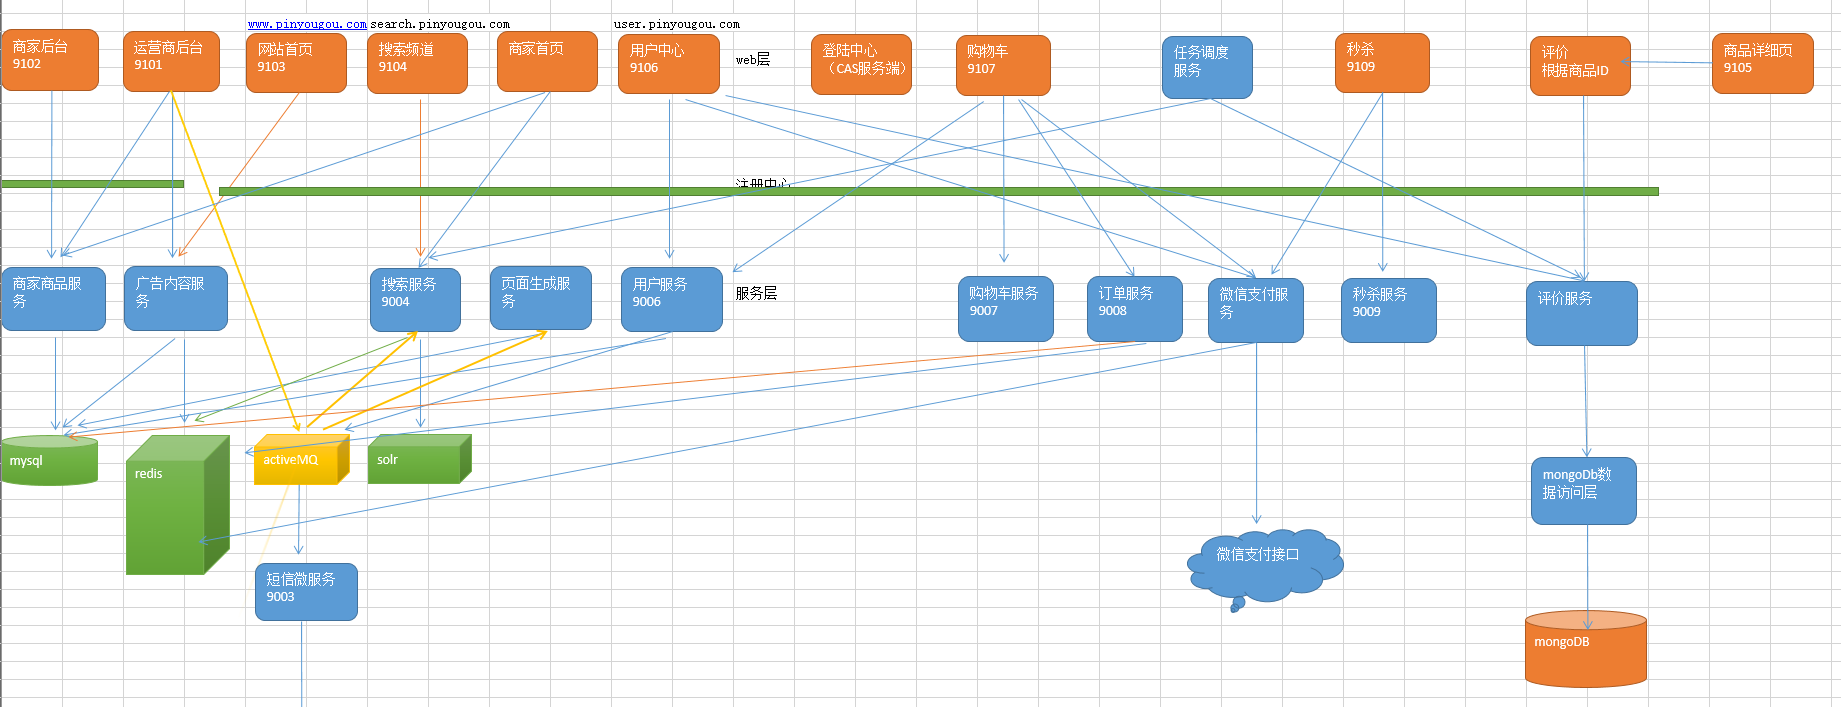 www.pinyougou.com
search.pinyougou.com
user.pinyougou.com
商家后台
9102
运营商后台
9101
网站首页
9103
搜索频道
9104
商家首页
用户中心
9106
web层
登陆中心
（CAS服务端）
购物车
9107
任务调度
服务
秒杀
9109
评价
根据商品ID
商品详细页
9105
注册中心
商家商品服
务
广告内容服
务
搜索服务
9004
页面生成服
务
用户服务
9006
服务层
购物车服务
9007
订单服务
9008
微信支付服
务
秒杀服务
9009
评价服务
mysql
redis
activeMQ
solr
mongoDb数
据访问层
微信支付接口
短信微服务
9003
mongoDB